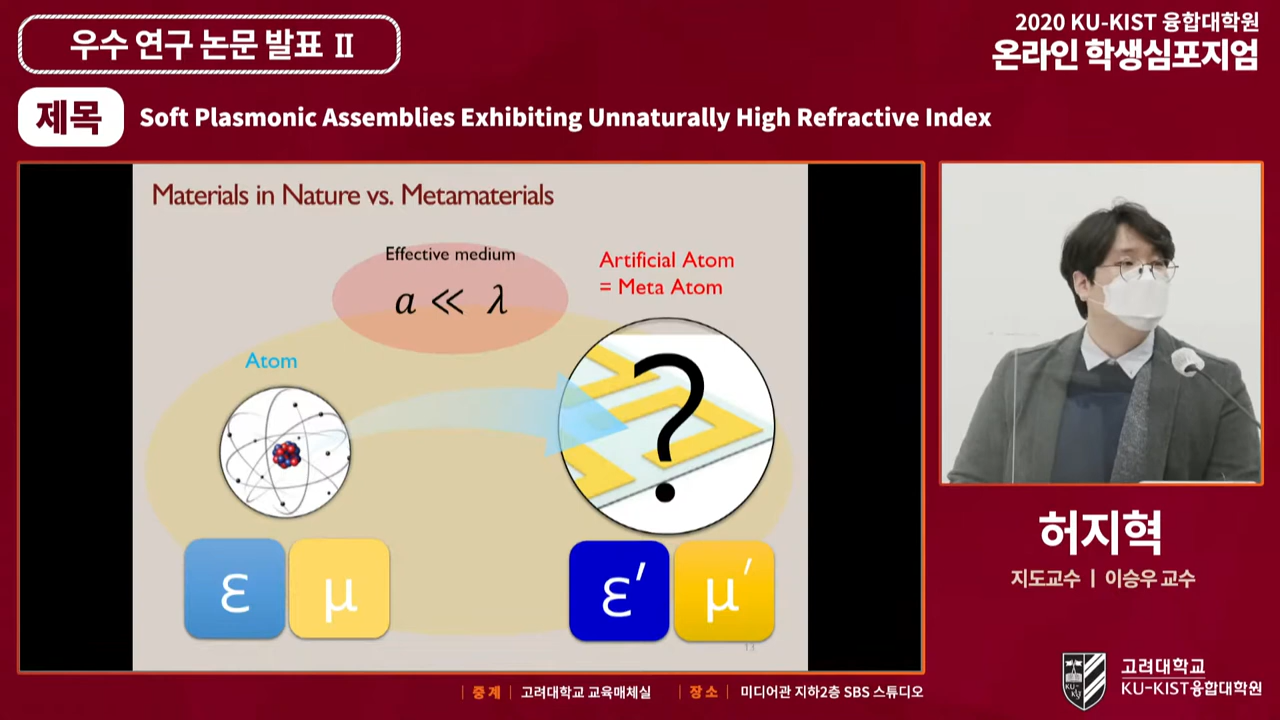 우수 연구 논문 발표 Ⅱ
2020 KU-KIST 융합대학원
온라인 학생심포지엄
제목
Soft Plasmonic Assemblies Exhibiting Unnaturally High Refractive Index
Materials in Nature vs. Metamaterials
Effective medium
a ≪ λ
Artificial Atom
= Meta Atom
Atom
?
ε
μ
ε′
μ′
13
허지혁
지도교수 | 이승우 교수
고려대학교
KU-KIST융합대학원
| 중 계 | 고려대학교 교육매체실 | 장 소 | 미디어관 지하2층 SBS 스튜디오